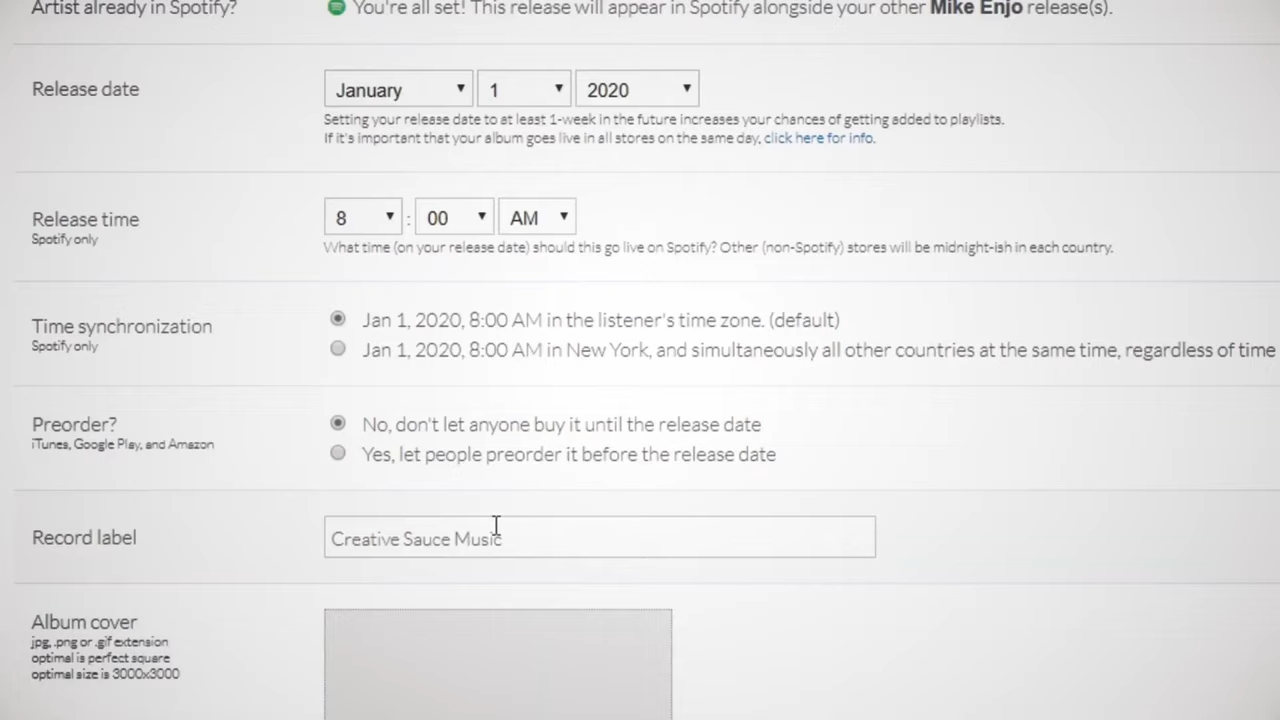 Artist already in Spotify?
You're all set! This release will appear in Spotify alongside your other Mike Enjo release(s).
Release date
January 1 2020
Setting your release date to at least 1-week in the future increases your chances of getting added to playlists.
If it's important that your album goes live in all stores on the same day, click here for info.
Release time
Spotify only
8 : 00 AM
What time (on your release date) should this go live on Spotify? Other (non-Spotify) stores will be midnight-ish in each country.
Time synchronization
Spotify only
Jan 1, 2020, 8:00 AM in the listener's time zone. (default)
Jan 1, 2020, 8:00 AM in New York, and simultaneously all other countries at the same time, regardless of time
Preorder?
iTunes, Google Play, and Amazon
No, don't let anyone buy it until the release date
Yes, let people preorder it before the release date
Record label
Creative Sauce Music
Album cover
jpg, .png or .gif extension
optimal is perfect square
optimal size is 3000x3000